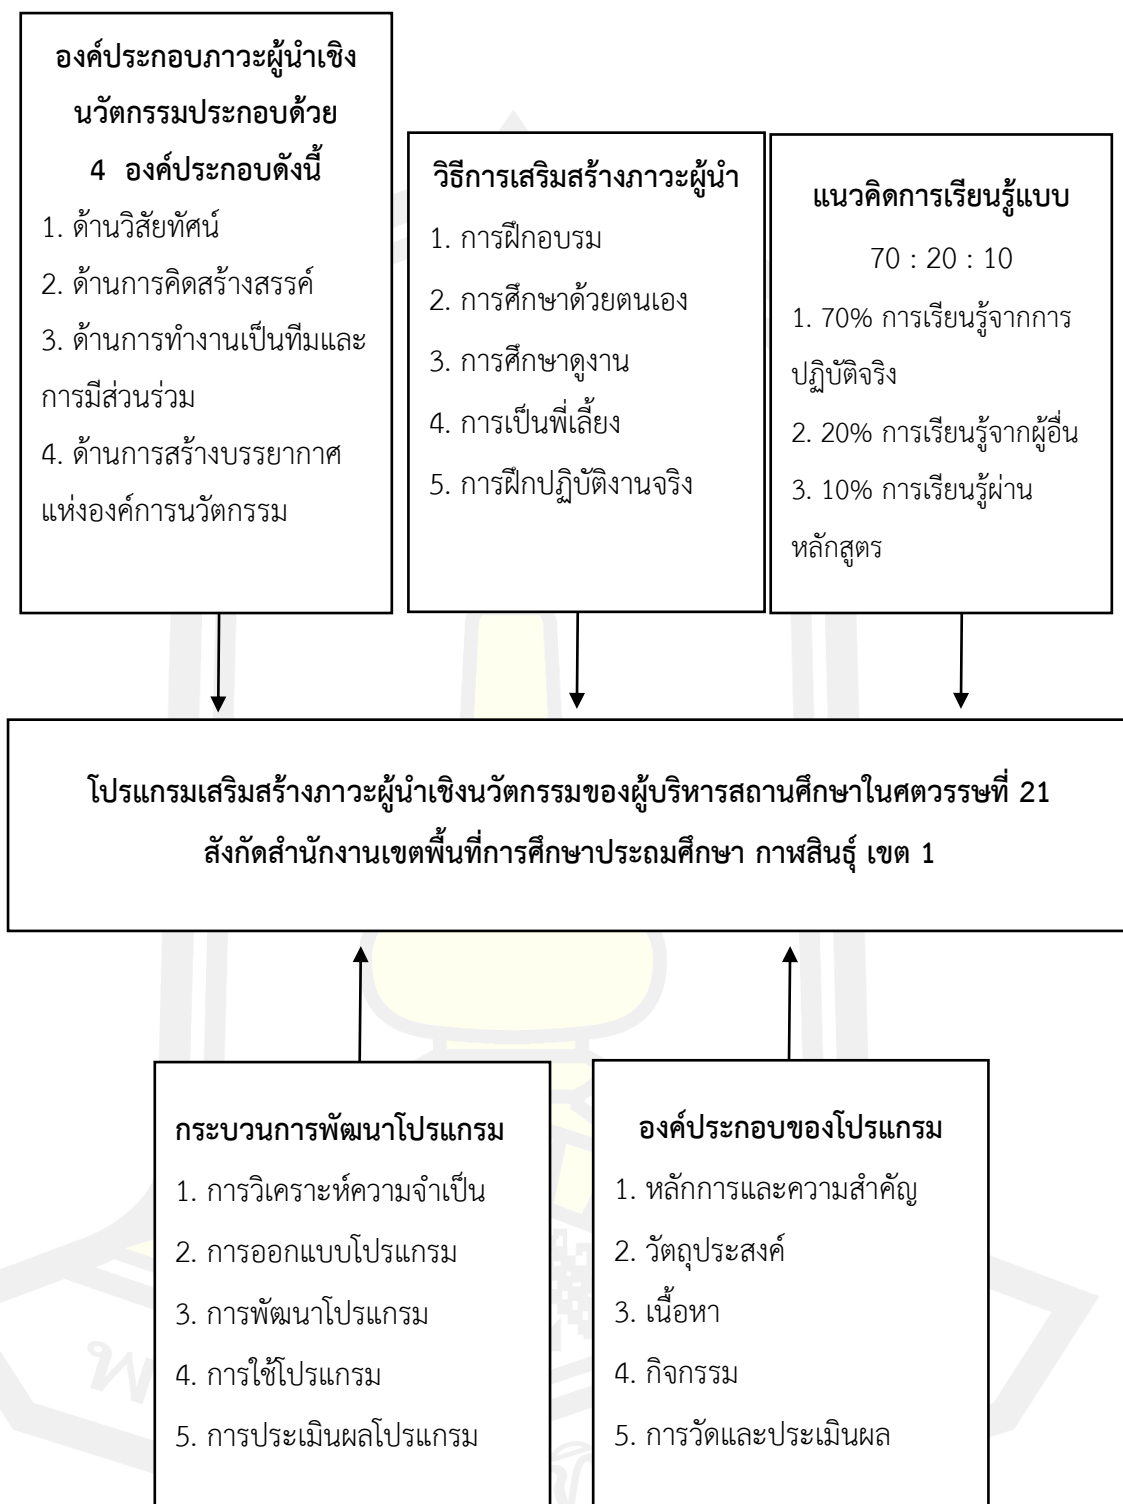 องค์ประกอบภาวะผู้นำเชิง
นวัตกรรมประกอบด้วย
4 องค์ประกอบดังนี้
1. ด้านวิสัยทัศน์
2. ด้านการคิดสร้างสรรค์
3. ด้านการทำงานเป็นทีมและ
การมีส่วนร่วม
4. ด้านการสร้างบรรยากาศ
แห่งองค์การนวัตกรรม
วิธีการเสริมสร้างภาวะผู้นำ
1. การฝึกอบรม
2. การศึกษาด้วยตนเอง
3. การศึกษาดูงาน
4. การเป็นพี่เลี้ยง
5. การฝึกปฏิบัติงานจริง
แนวคิดการเรียนรู้แบบ
70 : 20 : 10
1. 70% การเรียนรู้จากการ
ปฏิบัติจริง
2. 20% การเรียนรู้จากผู้อื่น
3. 10% การเรียนรู้ผ่าน
หลักสูตร
โปรแกรมเสริมสร้างภาวะผู้นำเชิงนวัตกรรมของผู้บริหารสถานศึกษาในศตวรรษที่ 21
สังกัดสำนักงานเขตพื้นที่การศึกษาประถมศึกษา กาฬสินธุ์ เขต 1
กระบวนการพัฒนาโปรแกรม
1. การวิเคราะห์ความจำเป็น
2. การออกแบบโปรแกรม
3. การพัฒนาโปรแกรม
4. การใช้โปรแกรม
5. การประเมินผลโปรแกรม
องค์ประกอบของโปรแกรม
1. หลักการและความสำคัญ
2. วัตถุประสงค์
3. เนื้อหา
4. กิจกรรม
5. การวัดและประเมินผล